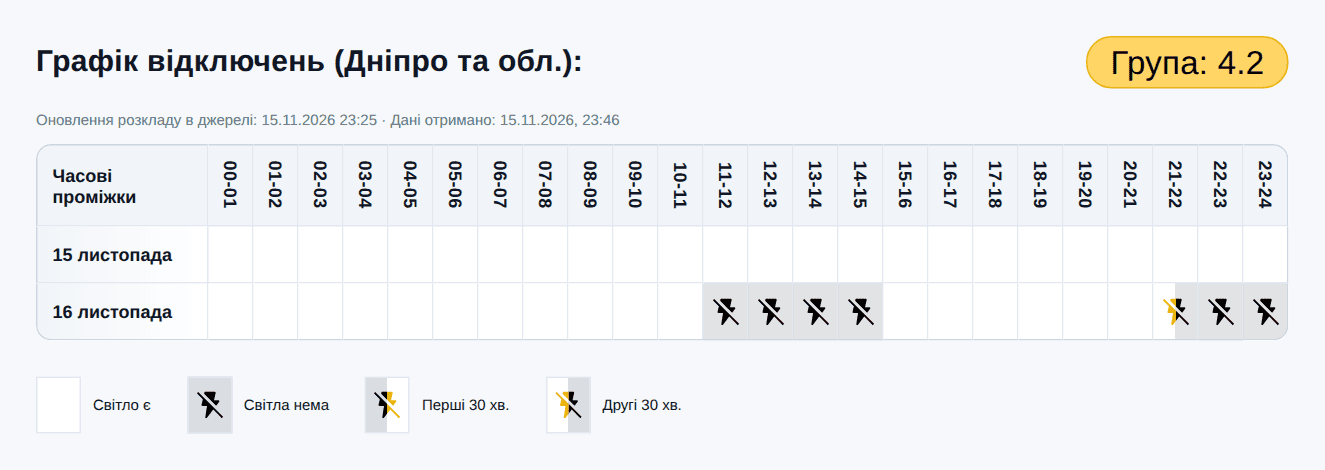 Графік відключень (Дніпро та обл.):
Група: 4.2
Оновлення розкладу в джерелі: 15.11.2026 23:25 · Дані отримано: 15.11.2026, 23:46
Часові
проміжки
00-01
01-02
02-03
03-04
04-05
05-06
06-07
07-08
08-09
09-10
10-11
11-12
12-13
13-14
14-15
15-16
16-17
17-18
18-19
19-20
20-21
21-22
22-23
23-24
15 листопада
16 листопада
Світло є
Світла нема
Перші 30 хв.
Другі 30 хв.